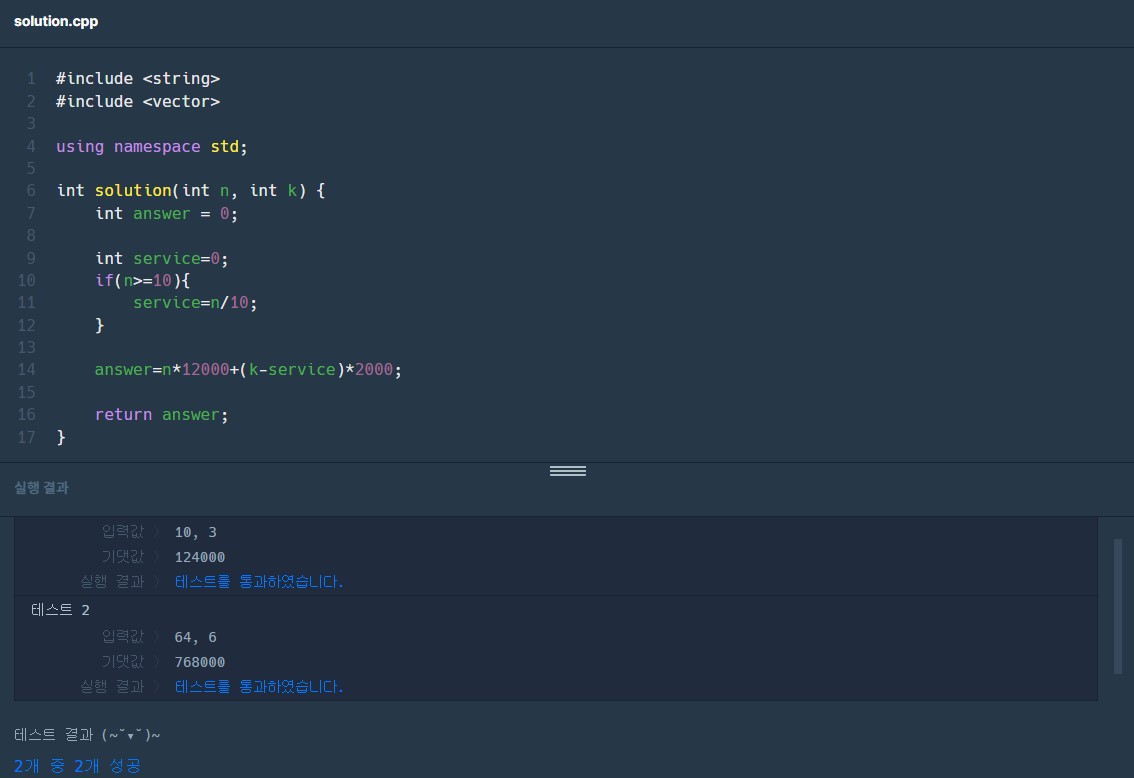 solution.cpp
1 #include <string>
2 #include <vector>
3
4 using namespace std;
5
6 int solution(int n, int k) {
7     int answer = 0;
8
9     int service=0;
10     if(n>=10){
11         service=n/10;
12     }
13
14     answer=n*12000+(k-service)*2000;
15
16     return answer;
17 }
실행 결과
입력값 〉 10, 3
기댓값 〉 124000
실행 결과 〉 테스트를 통과하였습니다.
테스트 2
입력값 〉 64, 6
기댓값 〉 768000
실행 결과 〉 테스트를 통과하였습니다.
테스트 결과 (~˘▾˘)~
2개 중 2개 성공